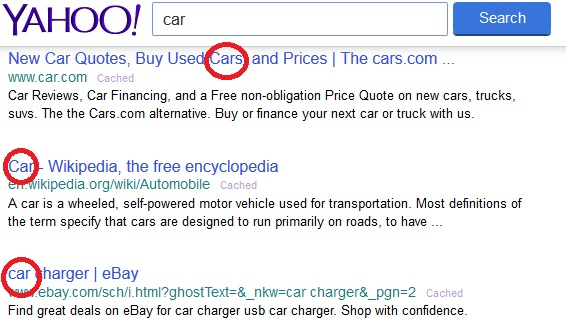 YAHOO! car Search
New Car Quotes, Buy Used Cars and Prices | The cars.com ...
www.car.com Cached
Car Reviews, Car Financing, and a Free non-obligation Price Quote on new cars, trucks,
suvs. The the Cars.com alternative. Buy or finance your next car or truck with us.
Car - Wikipedia, the free encyclopedia
en.wikipedia.org/wiki/Automobile Cached
A car is a wheeled, self-powered motor vehicle used for transportation. Most definitions of
the term specify that cars are designed to run primarily on roads, to have ...
car charger | eBay
www.ebay.com/sch/i.html?ghostText=&_nkw=car charger&_pgn=2 Cached
Find great deals on eBay for car charger usb car charger. Shop with confidence.